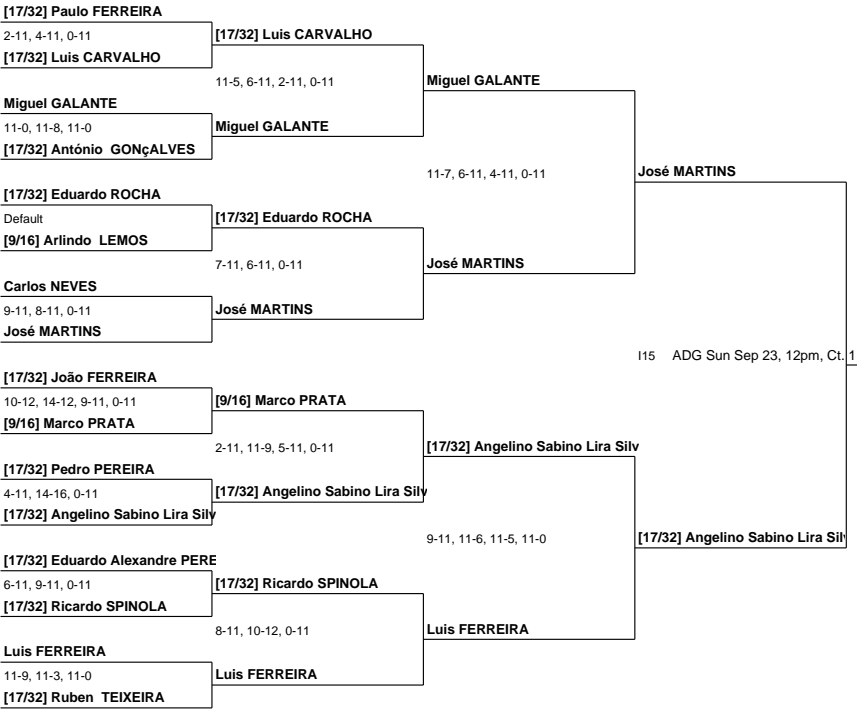 [17/32] Paulo FERREIRA
2-11, 4-11, 0-11
[17/32] Luis CARVALHO
[17/32] Luis CARVALHO
11-5, 6-11, 2-11, 0-11
Miguel GALANTE
11-0, 11-8, 11-0
[17/32] António  GONçALVES
Miguel GALANTE
Miguel GALANTE
11-7, 6-11, 4-11, 0-11
[17/32] Eduardo ROCHA
Default
[9/16] Arlindo  LEMOS
[17/32] Eduardo ROCHA
7-11, 6-11, 0-11
Carlos NEVES
9-11, 8-11, 0-11
José MARTINS
José MARTINS
José MARTINS
José MARTINS
I15 ADG Sun Sep 23, 12pm, Ct. 1
[17/32] João FERREIRA
10-12, 14-12, 9-11, 0-11
[9/16] Marco PRATA
[9/16] Marco PRATA
2-11, 11-9, 5-11, 0-11
[17/32] Pedro PEREIRA
4-11, 14-16, 0-11
[17/32] Angelino Sabino Lira Silv
[17/32] Angelino Sabino Lira Silv
[17/32] Angelino Sabino Lira Silv
9-11, 11-6, 11-5, 11-0
[17/32] Eduardo Alexandre PERE
6-11, 9-11, 0-11
[17/32] Ricardo SPINOLA
[17/32] Ricardo SPINOLA
8-11, 10-12, 0-11
Luis FERREIRA
11-9, 11-3, 11-0
[17/32] Ruben  TEIXEIRA
Luis FERREIRA
Luis FERREIRA
[17/32] Angelino Sabino Lira Silv